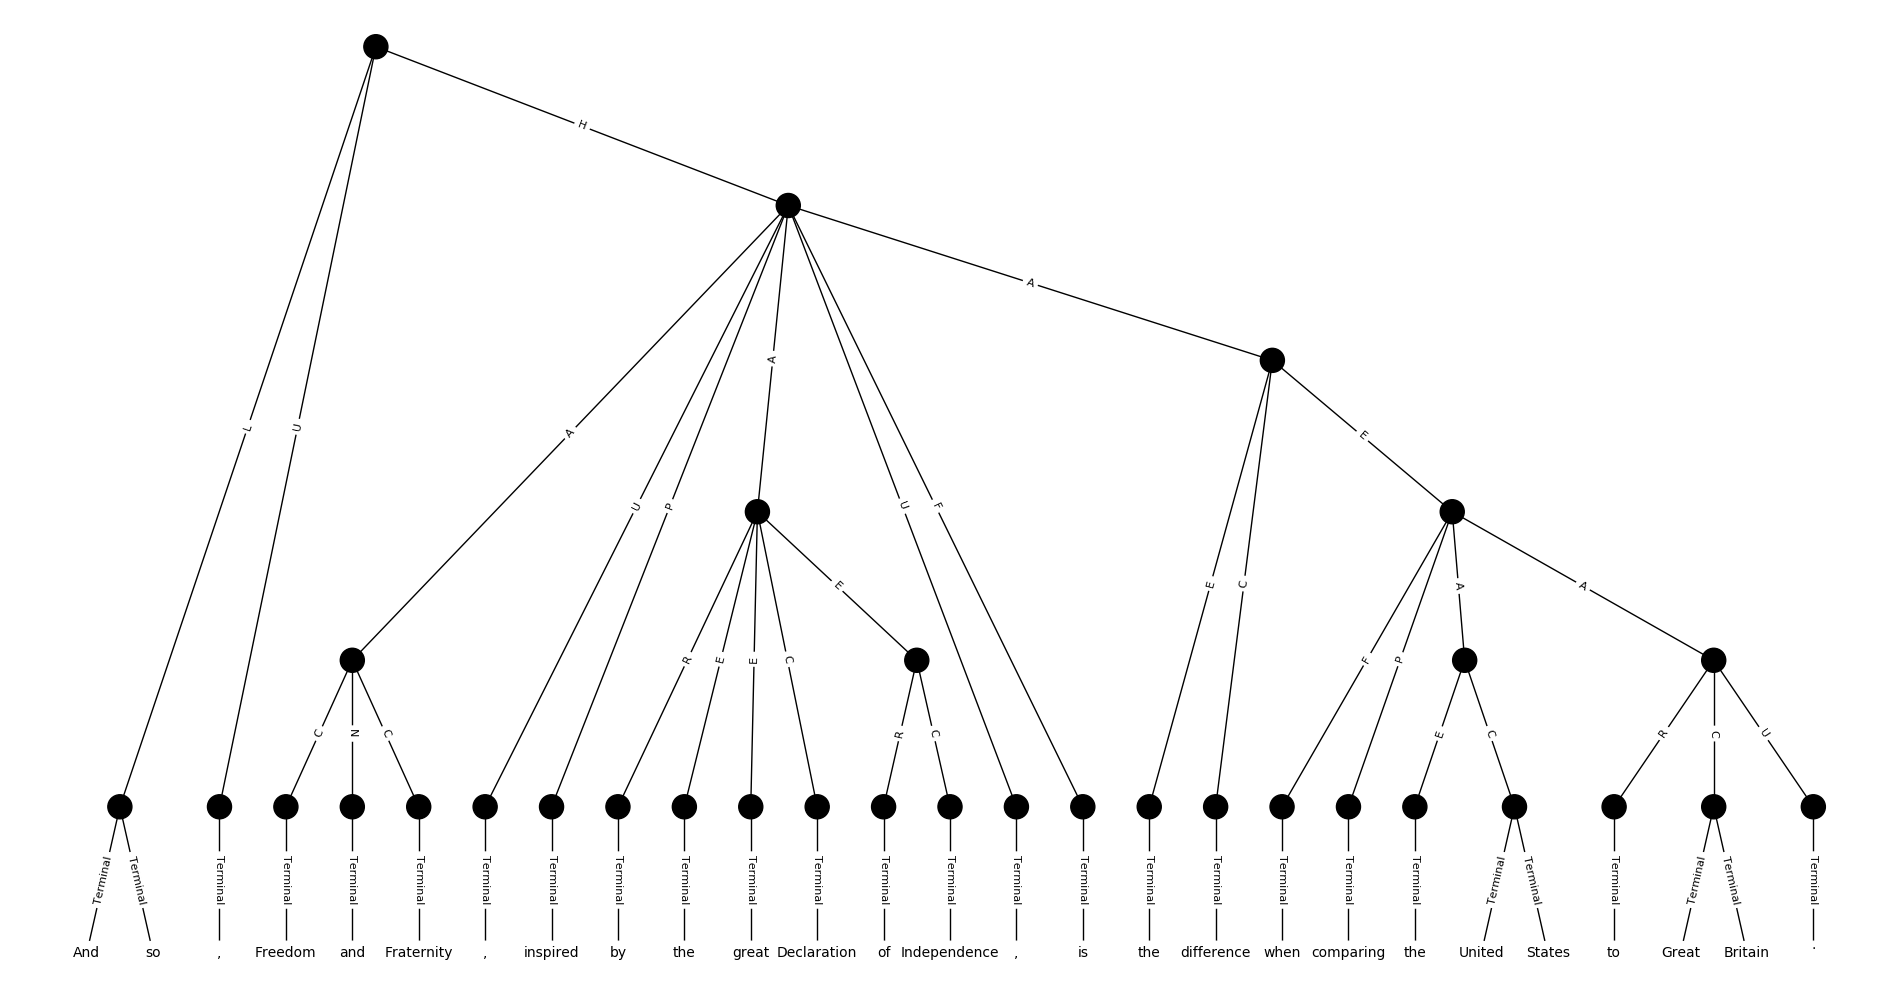 H
A
A
L
U
A
E
U
P
U
F
R
E
E
C
E
E
C
F
P
A
A
C
N
C
R
C
E
C
R
C
U
Terminal Terminal Terminal Terminal Terminal Terminal Terminal Terminal Terminal Terminal Terminal Terminal Terminal Terminal Terminal Terminal Terminal Terminal Terminal Terminal Terminal Terminal Terminal Terminal Terminal Terminal Terminal
And so , Freedom and Fraternity , inspired by the great Declaration of Independence , is the difference when comparing the United States to Great Britain .